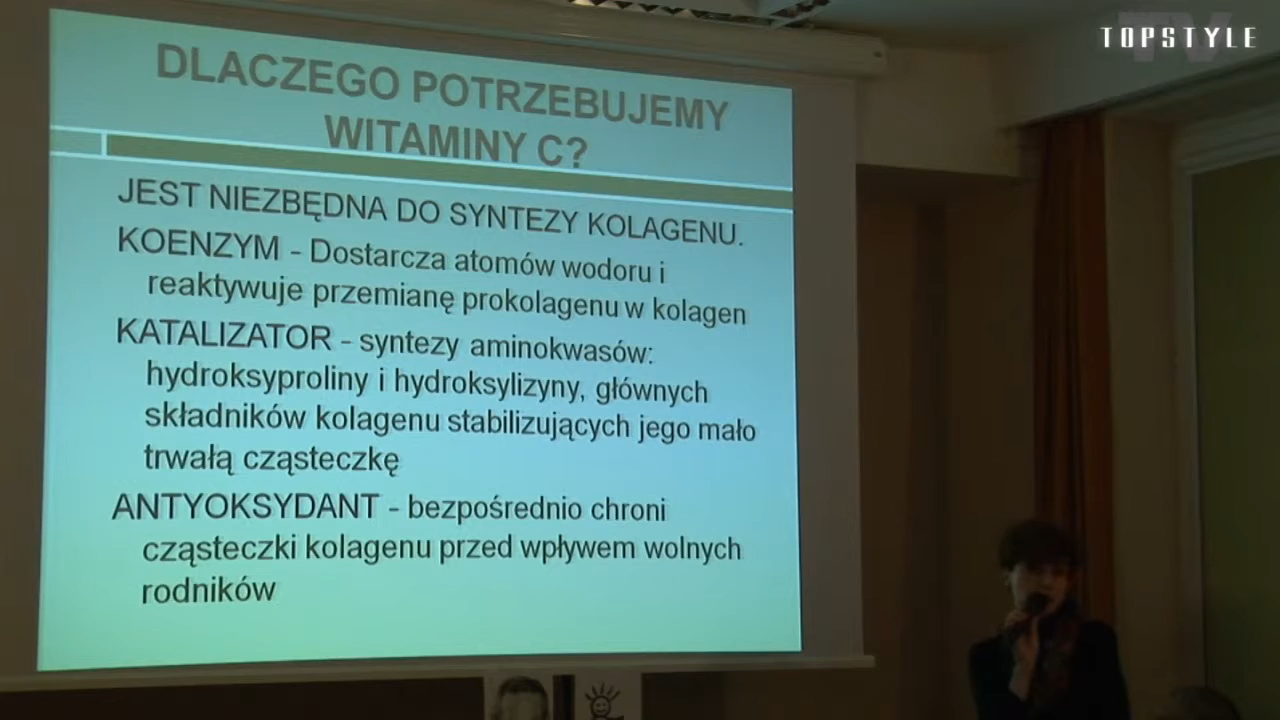 TOPSTYLE
TV
DLACZEGO POTRZEBUJEMY
WITAMINY C?
JEST NIEZBĘDNA DO SYNTEZY KOLAGENU.
KOENZYM - Dostarcza atomów wodoru i
reaktywuje przemianę prokolagenu w kolagen
KATALIZATOR - syntezy aminokwasów:
hydroksyproliny i hydroksylizyny, głównych
składników kolagenu stabilizujących jego mało
trwałą cząsteczkę
ANTYOKSYDANT - bezpośrednio chroni
cząsteczki kolagenu przed wpływem wolnych
rodników